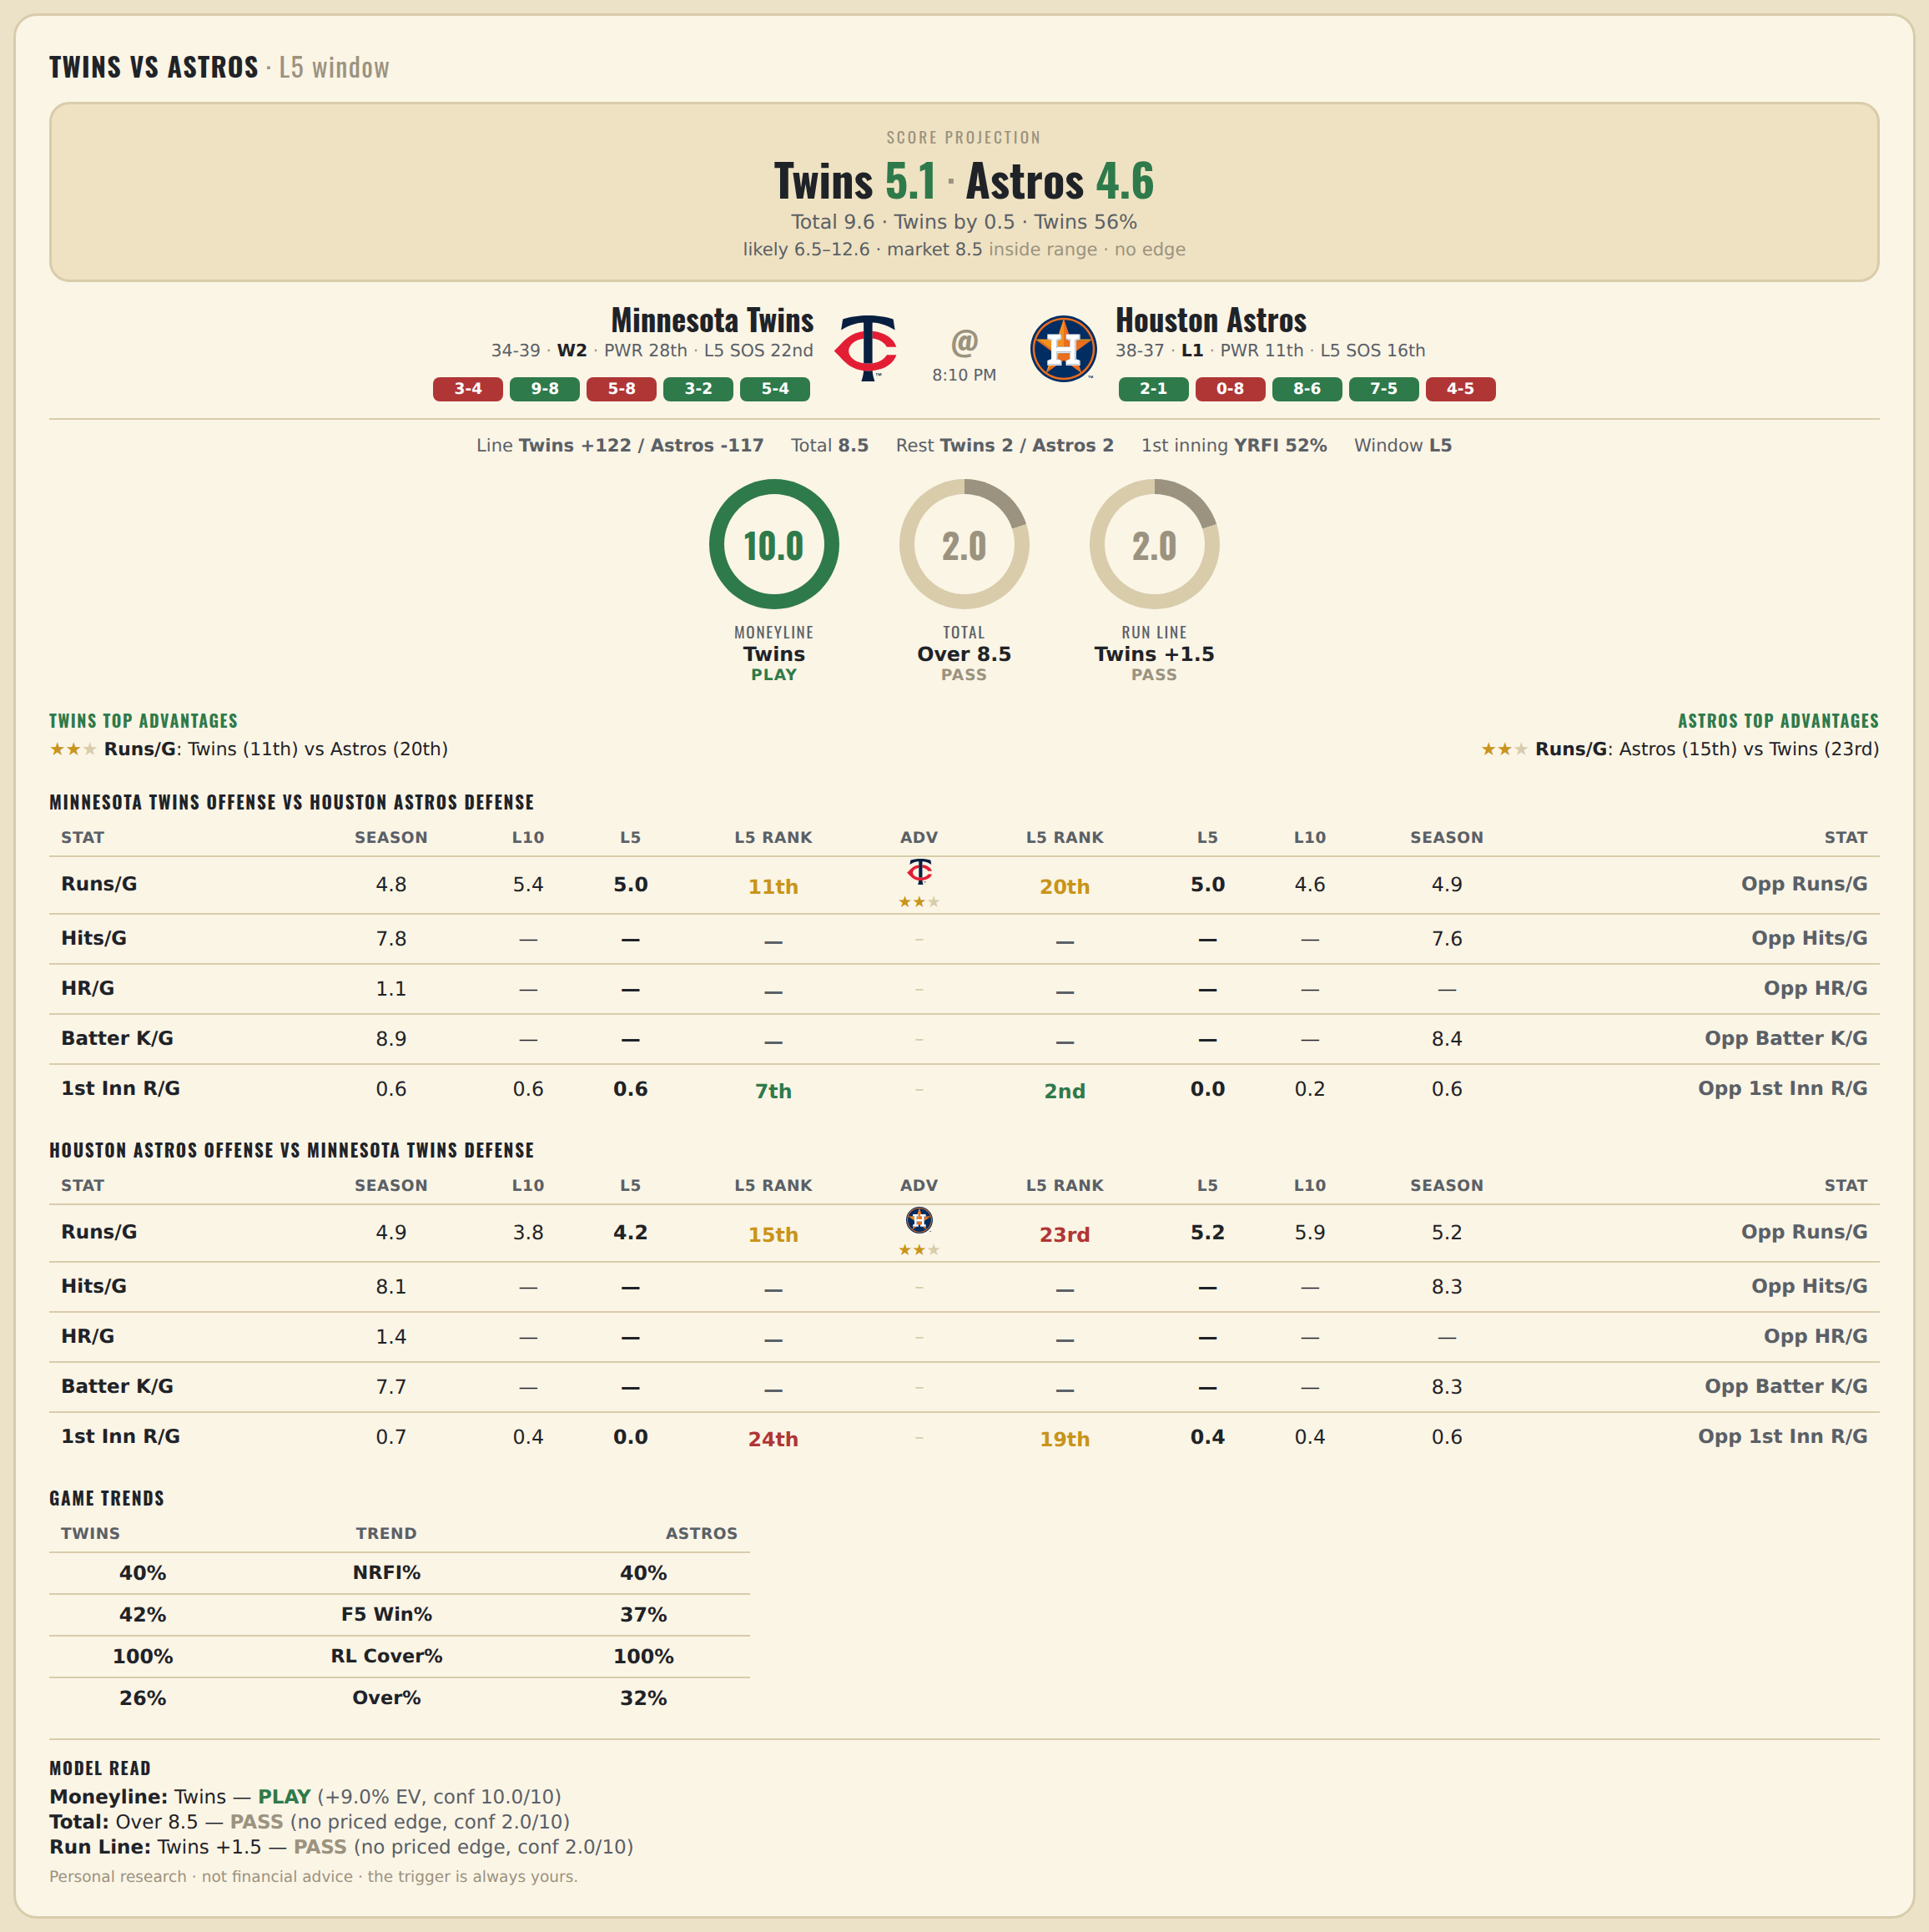 TWINS VS ASTROS · L5 window
SCORE PROJECTION
Twins 5.1 · Astros 4.6
Total 9.6 · Twins by 0.5 · Twins 56%
likely 6.5–12.6 · market 8.5 inside range · no edge
Minnesota Twins
34-39 · W2 · PWR 28th · L5 SOS 22nd
3-4 9-8 5-8 3-2 5-4
@
8:10 PM
Houston Astros
38-37 · L1 · PWR 11th · L5 SOS 16th
2-1 0-8 8-6 7-5 4-5
Line Twins +122 / Astros -117 Total 8.5 Rest Twins 2 / Astros 2 1st inning YRFI 52% Window L5
10.0 2.0 2.0
MONEYLINE TOTAL RUN LINE
Twins Over 8.5 Twins +1.5
PLAY PASS PASS
TWINS TOP ADVANTAGES
★★★ Runs/G: Twins (11th) vs Astros (20th)
ASTROS TOP ADVANTAGES
★★★ Runs/G: Astros (15th) vs Twins (23rd)
MINNESOTA TWINS OFFENSE VS HOUSTON ASTROS DEFENSE
STAT SEASON L10 L5 L5 RANK ADV L5 RANK L5 L10 SEASON STAT
Runs/G 4.8 5.4 5.0 11th ★★★ 20th 5.0 4.6 4.9 Opp Runs/G
Hits/G 7.8 — — — – — — — 7.6 Opp Hits/G
HR/G 1.1 — — — – — — — — Opp HR/G
Batter K/G 8.9 — — — – — — — 8.4 Opp Batter K/G
1st Inn R/G 0.6 0.6 0.6 7th – 2nd 0.0 0.2 0.6 Opp 1st Inn R/G
HOUSTON ASTROS OFFENSE VS MINNESOTA TWINS DEFENSE
STAT SEASON L10 L5 L5 RANK ADV L5 RANK L5 L10 SEASON STAT
Runs/G 4.9 3.8 4.2 15th ★★★ 23rd 5.2 5.9 5.2 Opp Runs/G
Hits/G 8.1 — — — – — — — 8.3 Opp Hits/G
HR/G 1.4 — — — – — — — — Opp HR/G
Batter K/G 7.7 — — — – — — — 8.3 Opp Batter K/G
1st Inn R/G 0.7 0.4 0.0 24th – 19th 0.4 0.4 0.6 Opp 1st Inn R/G
GAME TRENDS
TWINS TREND ASTROS
40% NRFI% 40%
42% F5 Win% 37%
100% RL Cover% 100%
26% Over% 32%
MODEL READ
Moneyline: Twins — PLAY (+9.0% EV, conf 10.0/10)
Total: Over 8.5 — PASS (no priced edge, conf 2.0/10)
Run Line: Twins +1.5 — PASS (no priced edge, conf 2.0/10)
Personal research · not financial advice · the trigger is always yours.